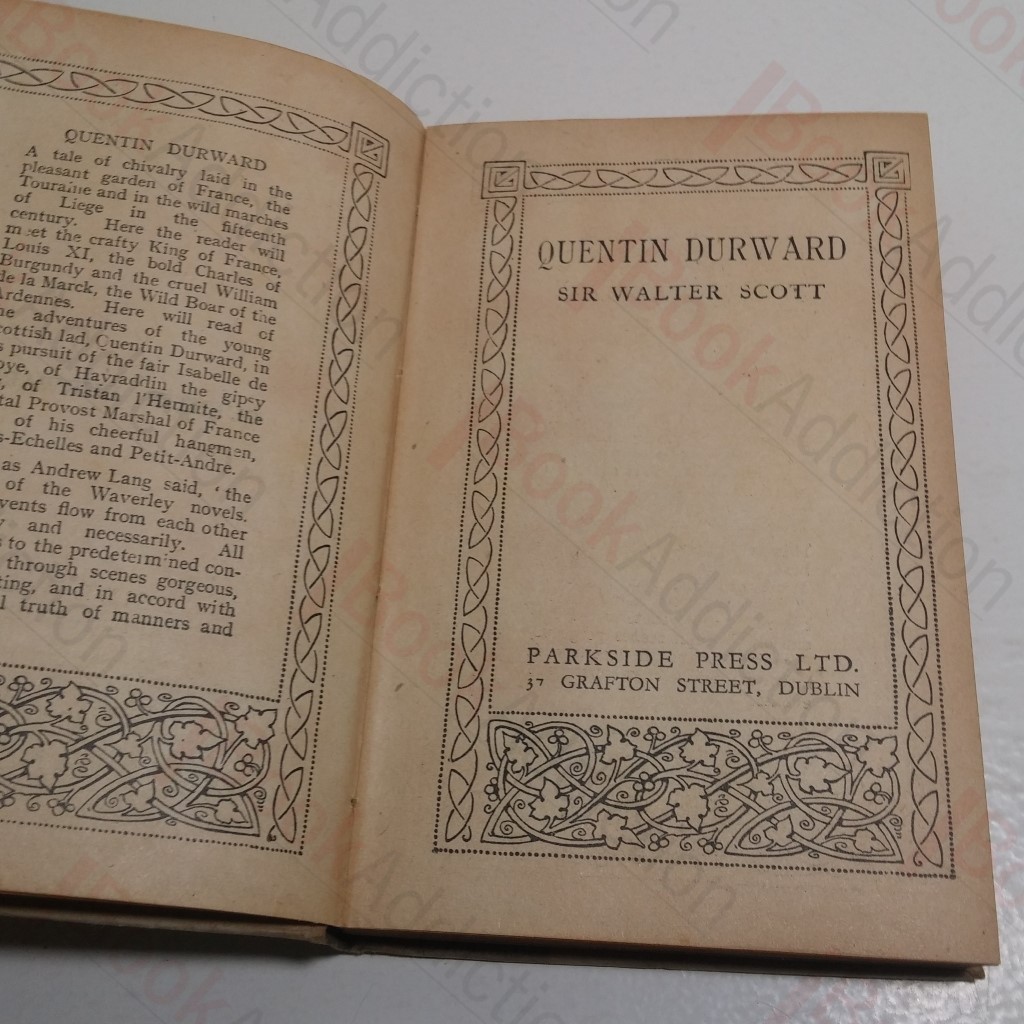 QUENTIN DURWARD
A tale of chivalry laid in the
pleasant garden of France, the
Touraine and in the wild marches
of Liege in the fifteenth
century. Here the reader will
meet the crafty King of France,
Louis XI, the bold Charles of
Burgundy and the cruel William
de la Marck, the Wild Boar of the
Ardennes. Here will read of
adventures of the young
Scottish lad, Quentin Durward, in
pursuit of the fair Isabelle de
of Hayraddin the gipsy
of Tristan l'Hermite, the
Provost Marshal of France
of his cheerful hangmen,
-Echelles and Petit-Andre.
as Andrew Lang said, ‘ the
of the Waverley novels.
events flow from each other
and necessarily. All
to the predetermined con-
through scenes gorgeous,
and in accord with
truth of manners and
QUENTIN DURWARD
SIR WALTER SCOTT
PARKSIDE PRESS LTD.
37 GRAFTON STREET, DUBLIN
BookAddiction